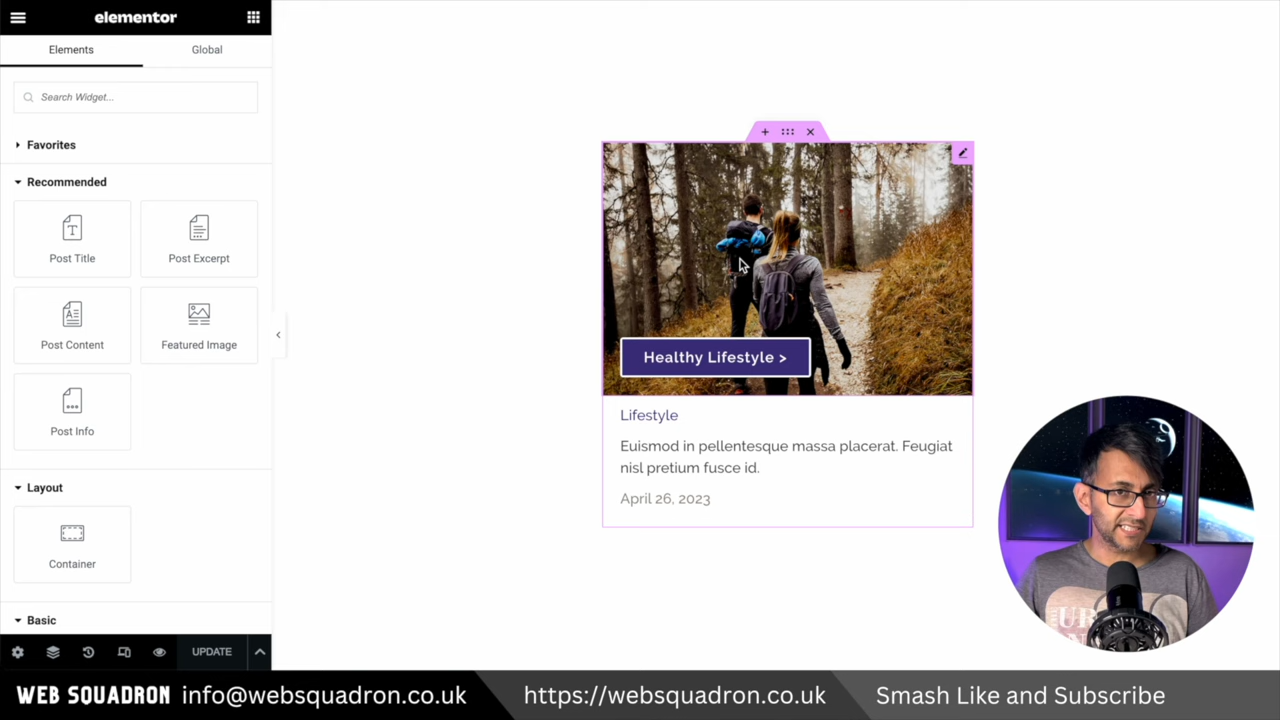 elementor
Elements
Global
Search Widget...
Favorites
Recommended
Post Title
Post Excerpt
Post Content
Featured Image
Post Info
Layout
Container
Basic
UPDATE
Healthy Lifestyle >
Lifestyle
Euismod in pellentesque massa placerat. Feugiat
nisl pretium fusce id.
April 26, 2023
WEB SQUADRON info@websquadron.co.uk
https://websquadron.co.uk
Smash Like and Subscribe